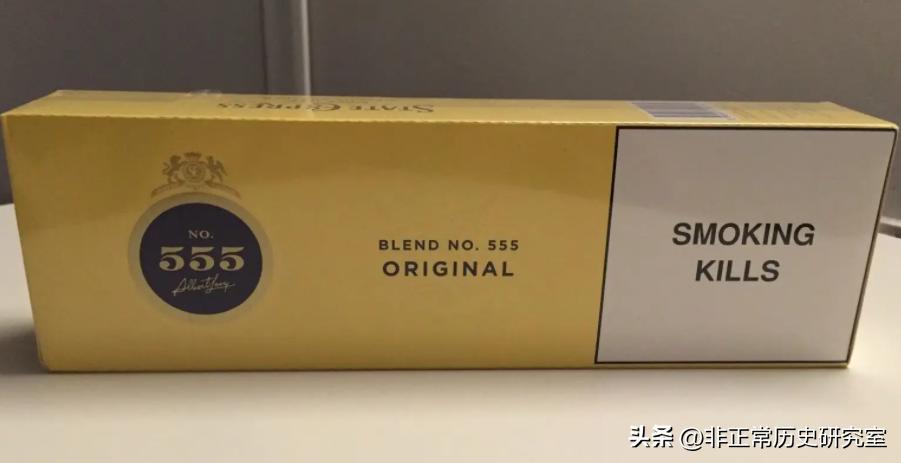 STATE EXPRESS
NO.
555
BLEND NO. 555
ORIGINAL
SMOKING
KILLS
头条 @非正常历史研究室